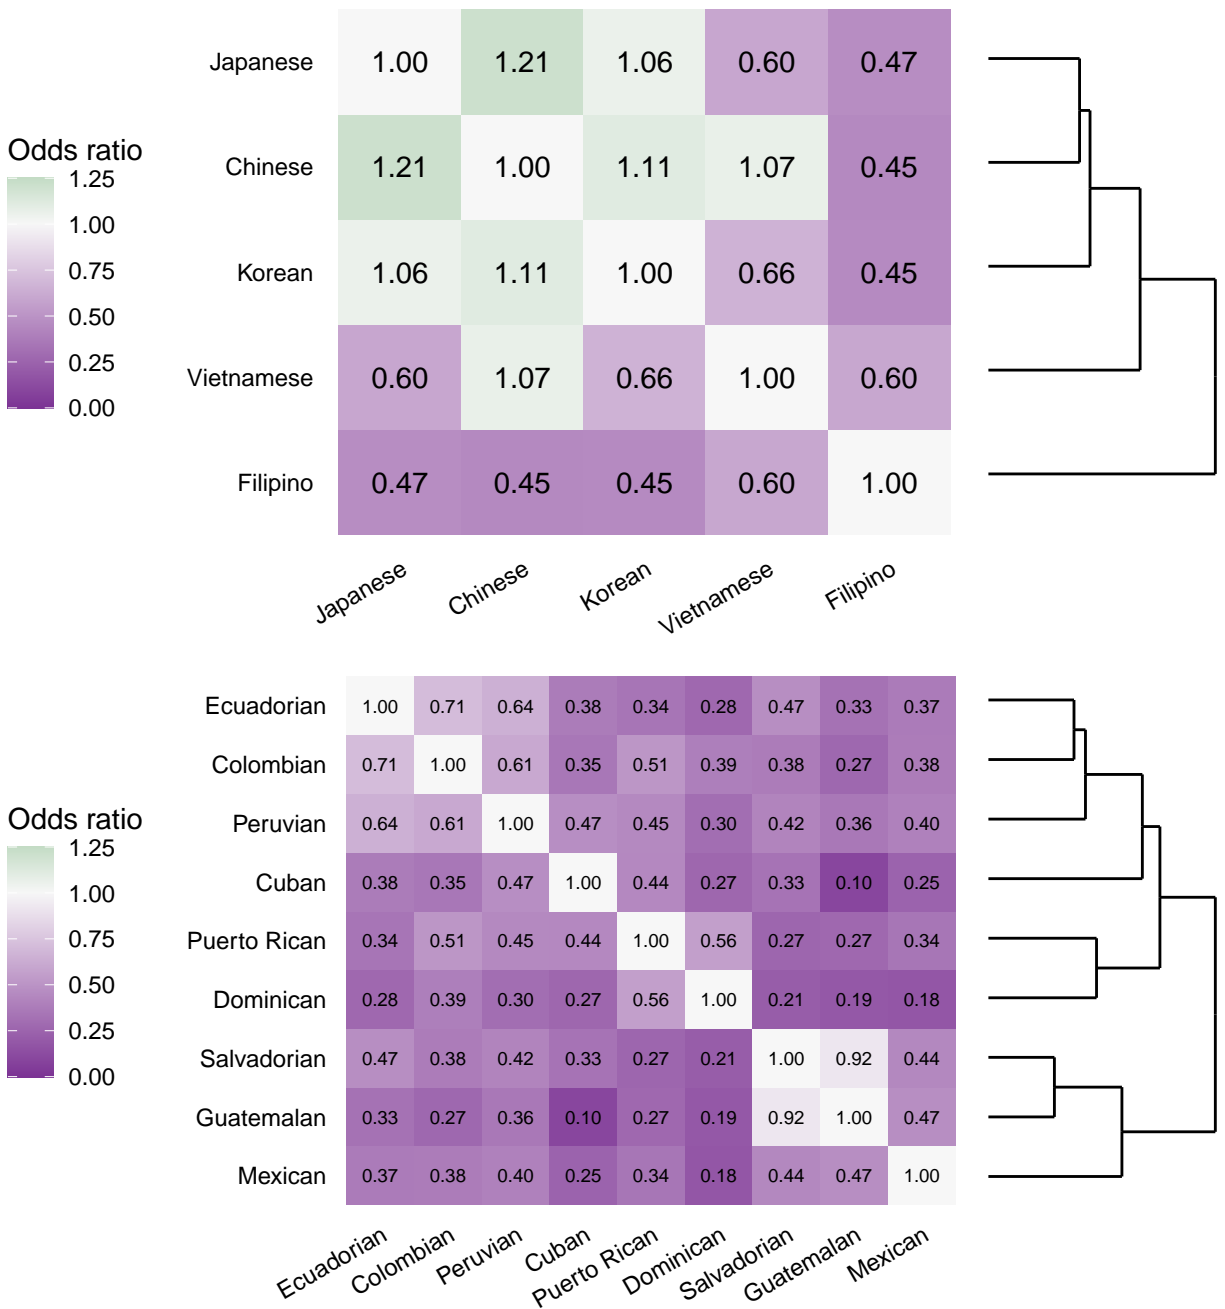 Odds ratio
1.25
1.00
0.75
0.50
0.25
0.00
Japanese 1.00 1.21 1.06 0.60 0.47
Chinese 1.21 1.00 1.11 1.07 0.45
Korean 1.06 1.11 1.00 0.66 0.45
Vietnamese 0.60 1.07 0.66 1.00 0.60
Filipino 0.47 0.45 0.45 0.60 1.00
Japanese Chinese Korean Vietnamese Filipino
Odds ratio
1.25
1.00
0.75
0.50
0.25
0.00
Ecuadorian 1.00 0.71 0.64 0.38 0.34 0.28 0.47 0.33 0.37
Colombian 0.71 1.00 0.61 0.35 0.51 0.39 0.38 0.27 0.38
Peruvian 0.64 0.61 1.00 0.47 0.45 0.30 0.42 0.36 0.40
Cuban 0.38 0.35 0.47 1.00 0.44 0.27 0.33 0.10 0.25
Puerto Rican 0.34 0.51 0.45 0.44 1.00 0.56 0.27 0.27 0.34
Dominican 0.28 0.39 0.30 0.27 0.56 1.00 0.21 0.19 0.18
Salvadorian 0.47 0.38 0.42 0.33 0.27 0.21 1.00 0.92 0.44
Guatemalan 0.33 0.27 0.36 0.10 0.27 0.19 0.92 1.00 0.47
Mexican 0.37 0.38 0.40 0.25 0.34 0.18 0.44 0.47 1.00
Ecuadorian Colombian Peruvian Cuban Puerto Rican Dominican Salvadorian Guatemalan Mexican